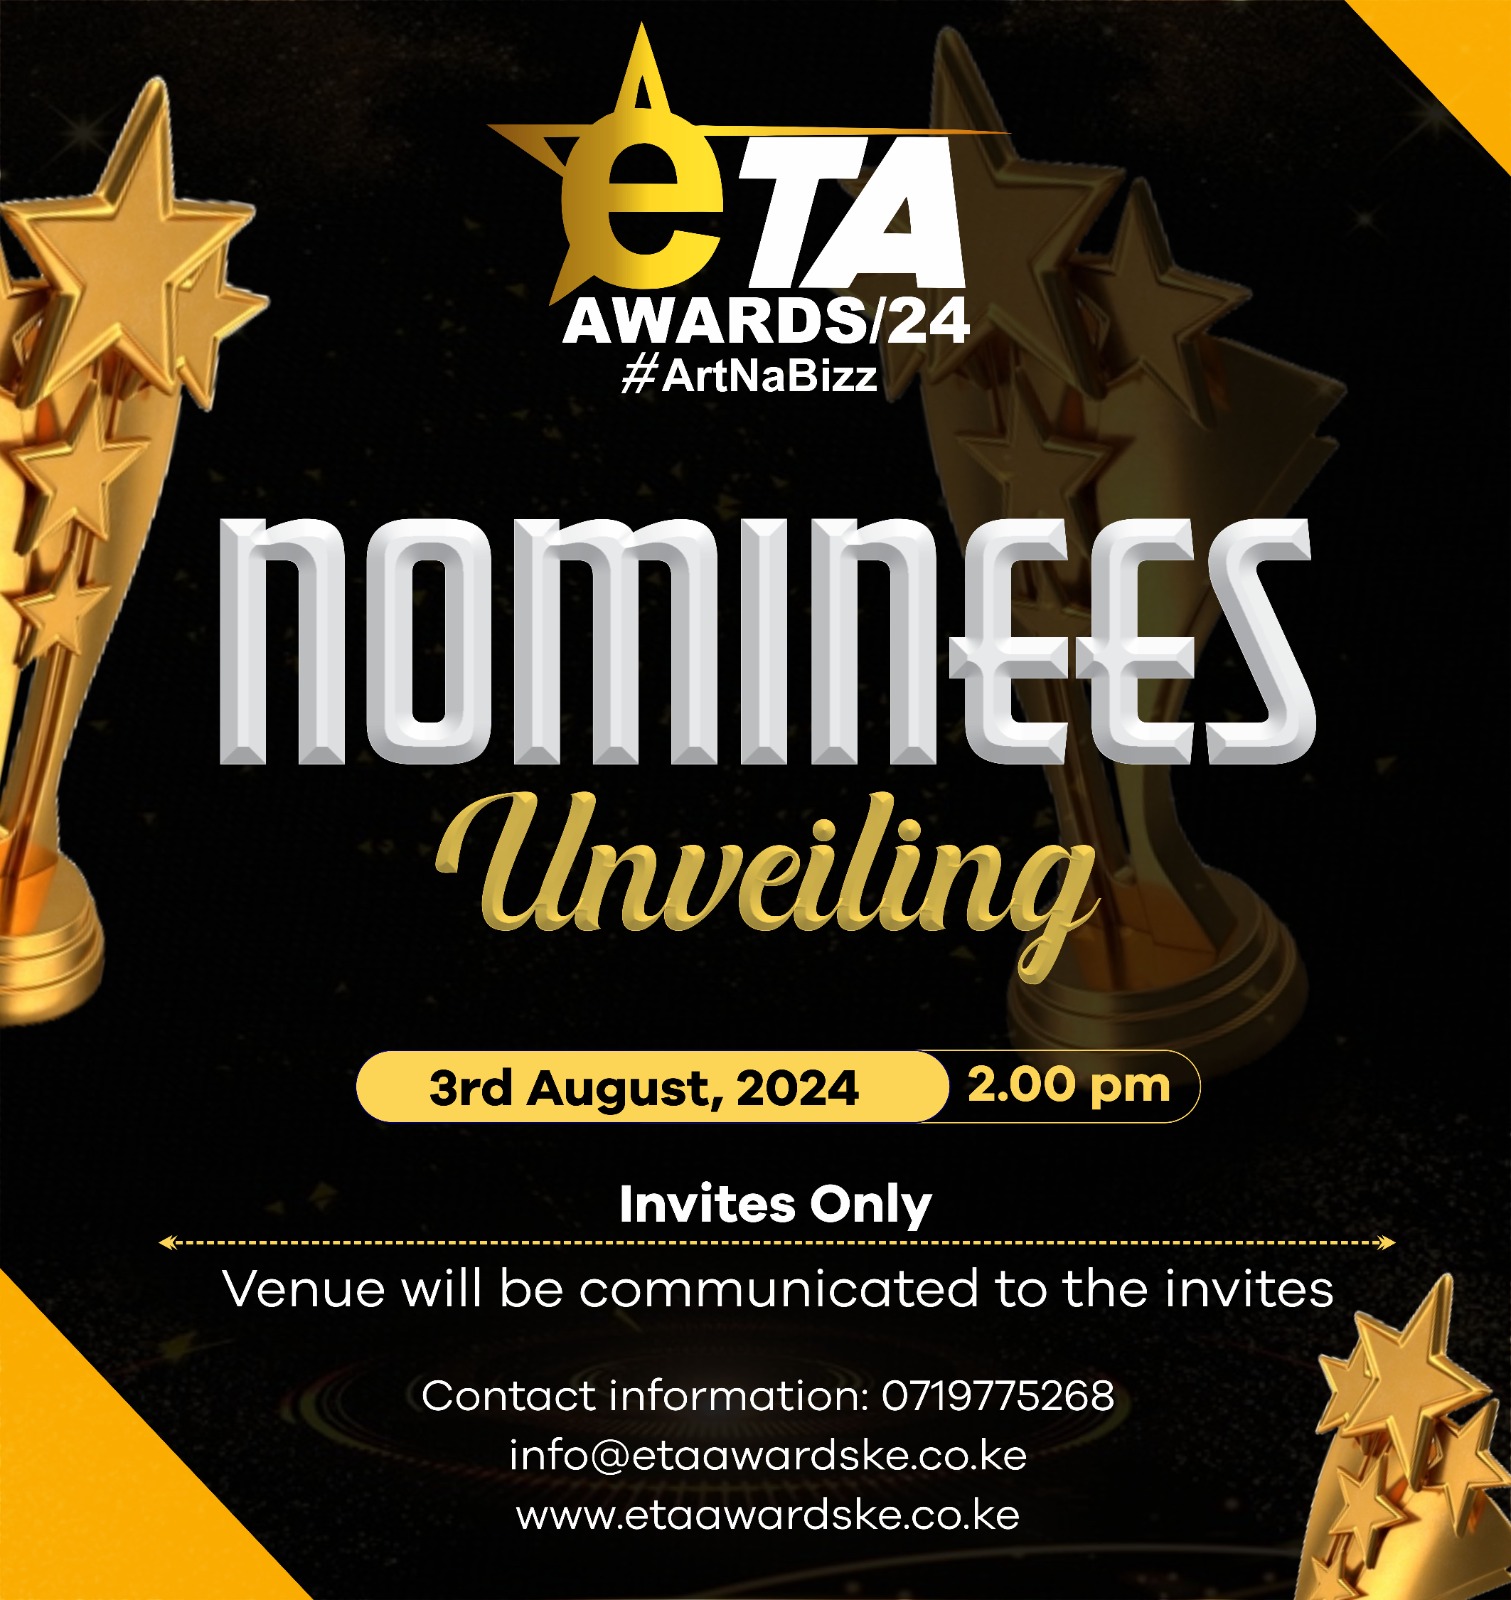 eTA
AWARDS/24
#ArtNaBizz
NOMINEES
Unveiling
3rd August, 2024 2.00 pm
Invites Only
Venue will be communicated to the invites
Contact information: 0719775268
info@etaawardske.co.ke
www.etaawardske.co.ke